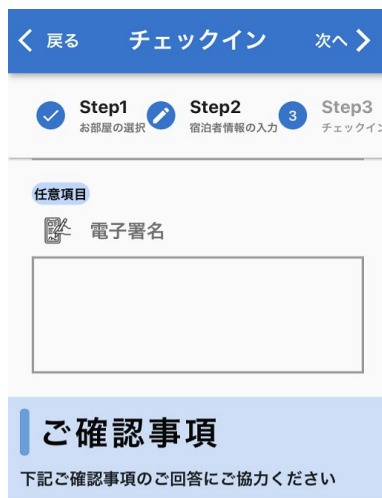 戻る チェックイン 次へ
Step1 Step2 3 Step3
お部屋の選択 宿泊者情報の入力 チェックイン
任意項目
電子署名
ご確認事項
下記ご確認事項のご回答にご協力ください